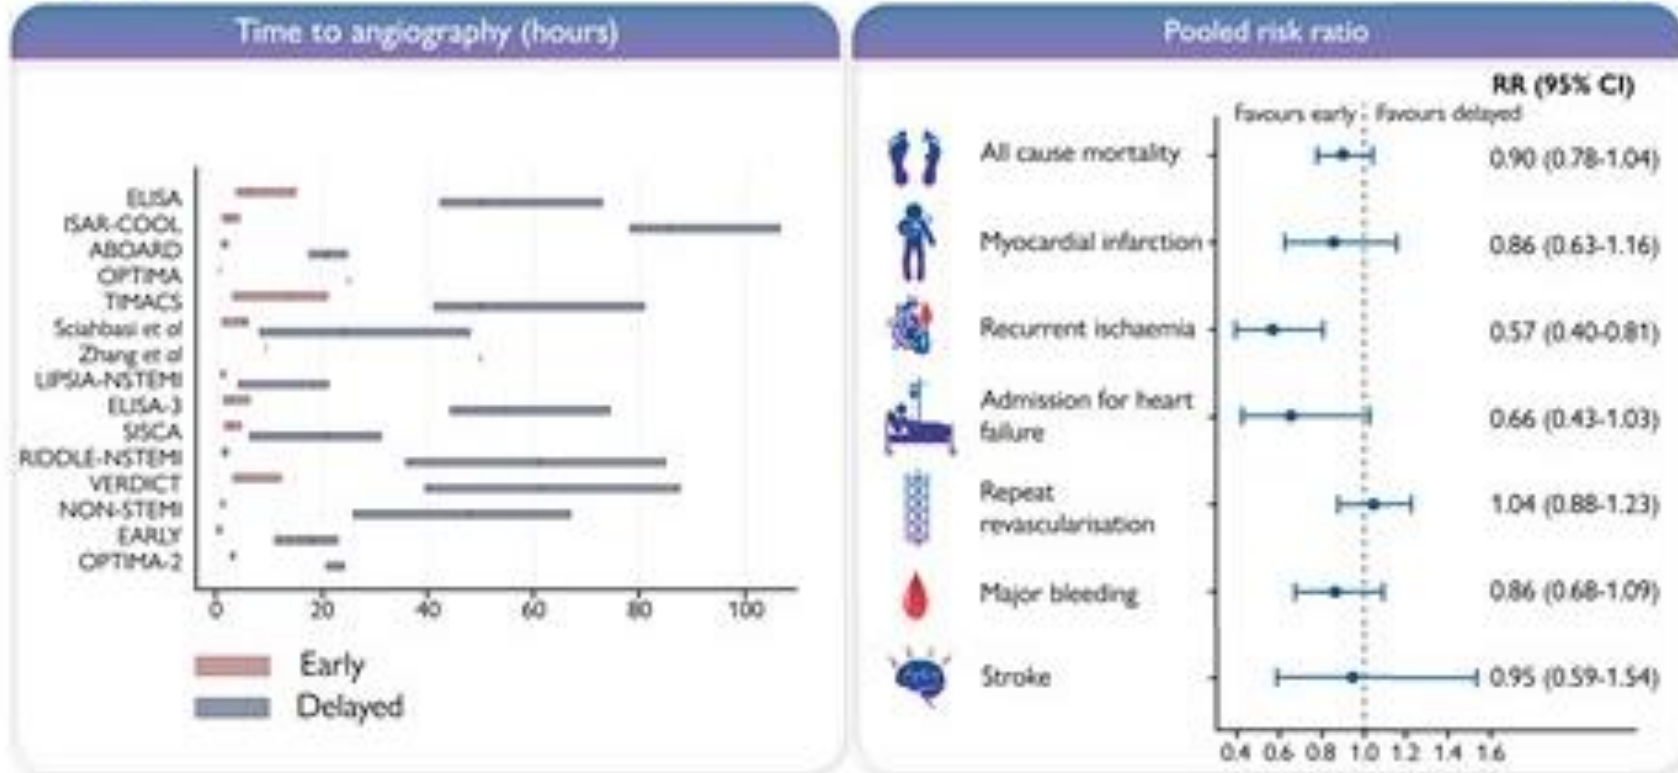 Time to angiography (hours)
ELISA
ISAR-COOL
ABOARD
OPTIMA
TIMACS
Sciahbasi et al
Zhang et al
LIPSIA-NSTEMI
ELISA-3
SISCA
RIDDLE-NSTEMI
VERDICT
NON-STEMI
EARLY
OPTIMA-2
0 20 40 60 80 100
Early
Delayed
Pooled risk ratio
RR (95% CI)
Favours early Favours delayed
All cause mortality 0.90 (0.78-1.04)
Myocardial infarction 0.86 (0.63-1.16)
Recurrent ischaemia 0.57 (0.40-0.81)
Admission for heart
failure 0.66 (0.43-1.03)
Repeat
revascularisation 1.04 (0.88-1.23)
Major bleeding 0.86 (0.68-1.09)
Stroke 0.95 (0.59-1.54)
0.4 0.6 0.8 1.0 1.2 1.4 1.6